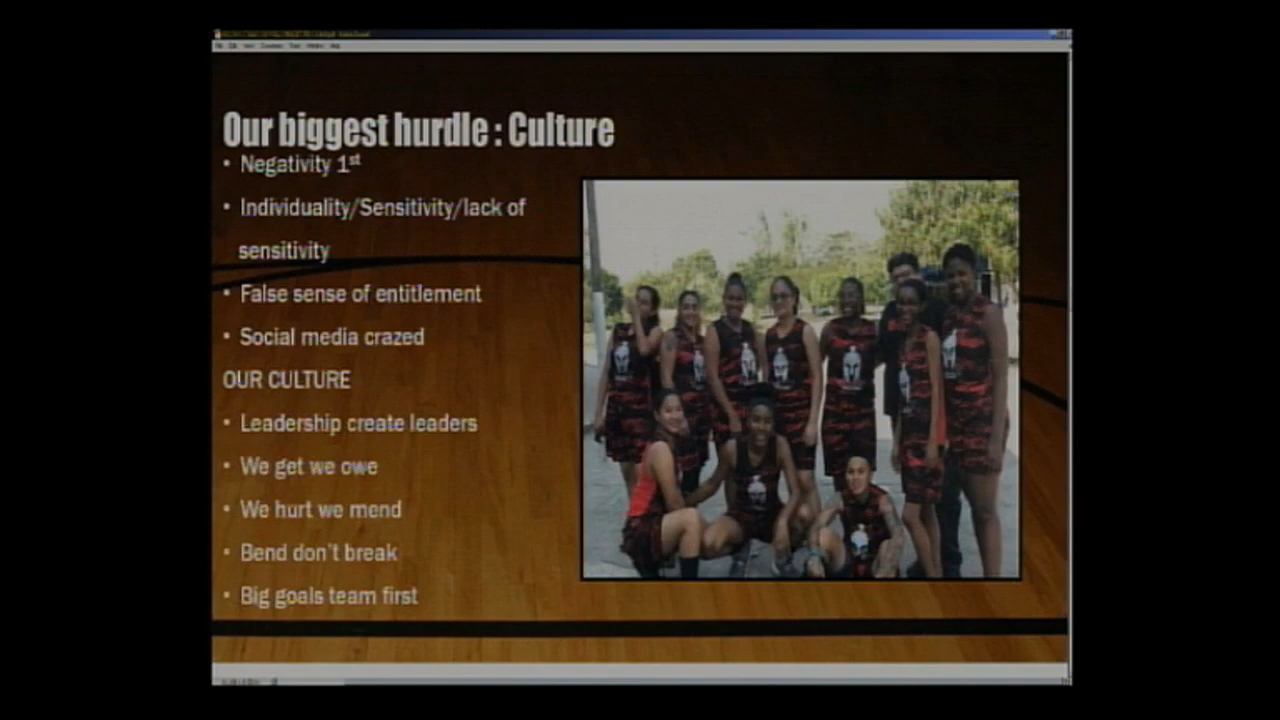 Our biggest hurdle : Culture
• Negativity 1st
• Individuality/Sensitivity/lack of
sensitivity
• False sense of entitlement
• Social media crazed
OUR CULTURE
• Leadership create leaders
• We get we owe
• We hurt we mend
• Bend don't break
• Big goals team first